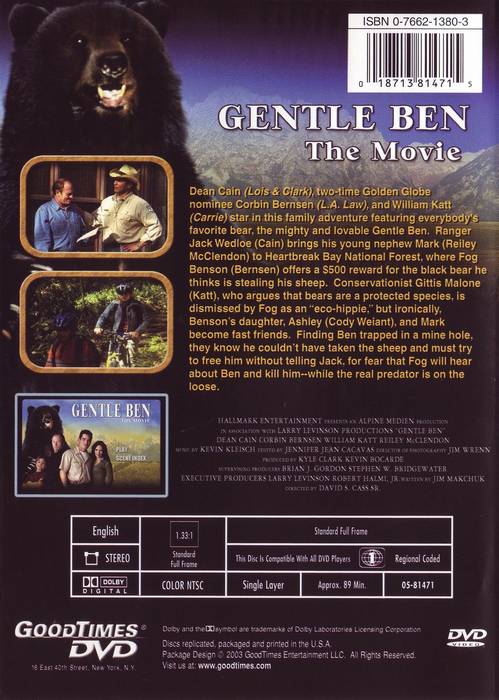 ISBN 0-7662-1380-3
0 18713 81471 5
GENTLE BEN
The Movie
Dean Cain (Lois & Clark), two-time Golden Globe
nominee Corbin Bernsen (L.A. Law), and William Katt
(Carrie) star in this family adventure featuring everybody's
favorite bear, the mighty and lovable Gentle Ben. Ranger
Jack Wedloe (Cain) brings his young nephew Mark (Reiley
McClendon) to Heartbreak Bay National Forest, where Fog
Benson (Bernsen) offers a $500 reward for the black bear he
thinks is stealing his sheep. Conservationist Gittis Malone
(Katt), who argues that bears are a protected species, is
dismissed by Fog as an "eco-hippie," but ironically,
Benson's daughter, Ashley (Cody Weiant), and Mark
become fast friends. Finding Ben trapped in a mine hole,
they know he couldn't have taken the sheep and must try
to free him without telling Jack, for fear that Fog will hear
about Ben and kill him--while the real predator is on the
loose.
GENTLE BEN
THE MOVIE
PLAY
SCENE INDEX
HALLMARK ENTERTAINMENT PRESENTS AN ALPINE MEDIEN PRODUCTION
IN ASSOCIATION WITH LARRY LEVINSON PRODUCTIONS "GENTLE BEN"
DEAN CAIN CORBIN BERNSEN WILLIAM KATT REILEY McCLENDON
MUSIC BY KEVIN KLEISCH EDITED BY JENNIFER JEAN CACAVAS DIRECTOR OF PHOTOGRAPHY JIM WRENN
PRODUCED BY KYLE CLARK KEVIN BOCARDE
SUPERVISING PRODUCERS BRIAN J. GORDON STEPHEN W. BRIDGEWATER
EXECUTIVE PRODUCERS LARRY LEVINSON ROBERT HALMI, JR. WRITTEN BY JIM MAKCHUK
DIRECTED BY DAVID S. CASS SR.
English
1.33:1
Standard
Full Frame
Standard Full Frame
STEREO
This Disc Is Compatible With All DVD Players
1
Regional Coded
DOLBY
DIGITAL
COLOR NTSC
Single Layer
Approx. 89 Min.
05-81471
GOODTIMES®
DVD
16 East 40th Street, New York, N.Y.
Dolby and the DD symbol are trademarks of Dolby Laboratories Licensing Corporation
Discs replicated, packaged and printed in the U.S.A.
Package Design © 2003 GoodTimes Entertainment LLC. All Rights Reserved.
Visit us at: www.goodtimes.com
DVD
VIDEO